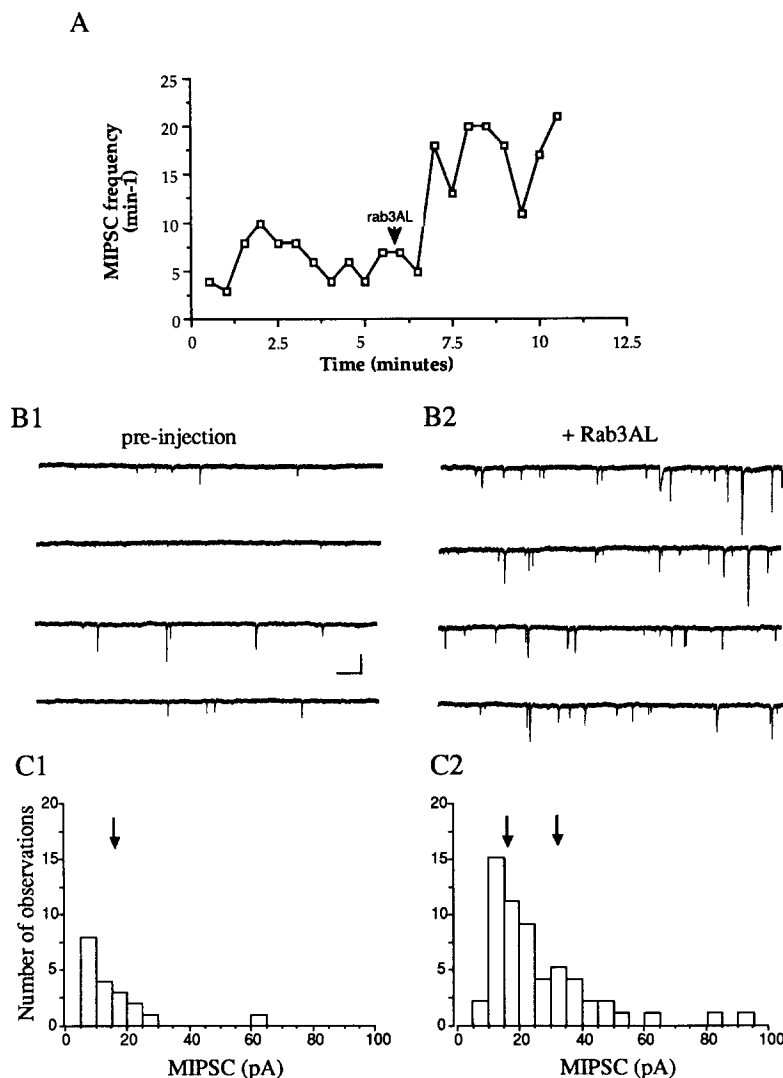 A
MIPSC frequency
(min-1)
25
20
15
10
5
0
rab3AL
0
2.5
5
7.5
10
12.5
Time (minutes)
B1
pre-injection
B2
+ Rab3AL
C1
Number of observations
20
15
10
5
0
0
20
40
60
80
100
MIPSC (pA)
C2
20
15
10
5
0
0
20
40
60
80
100
MIPSC (pA)